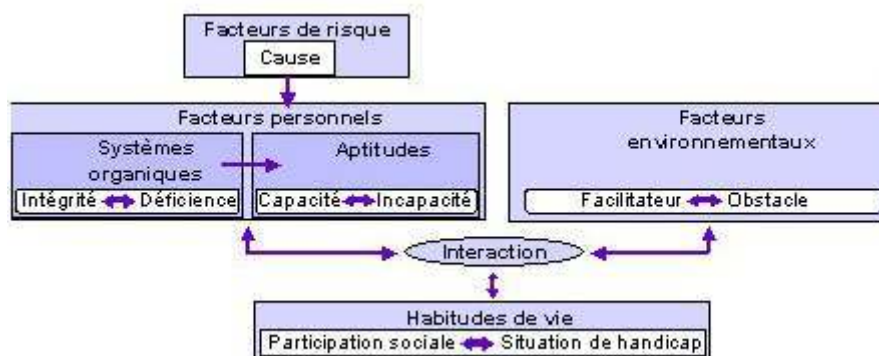 Facteurs de risque
Cause
Facteurs personnels
Systèmes
organiques
Intégrité
Déficience
Aptitudes
Capacité
Incapacité
Facteurs
environnementaux
Facilitateur
Obstacle
Interaction
Habitudes de vie
Participation sociale
Situation de handicap